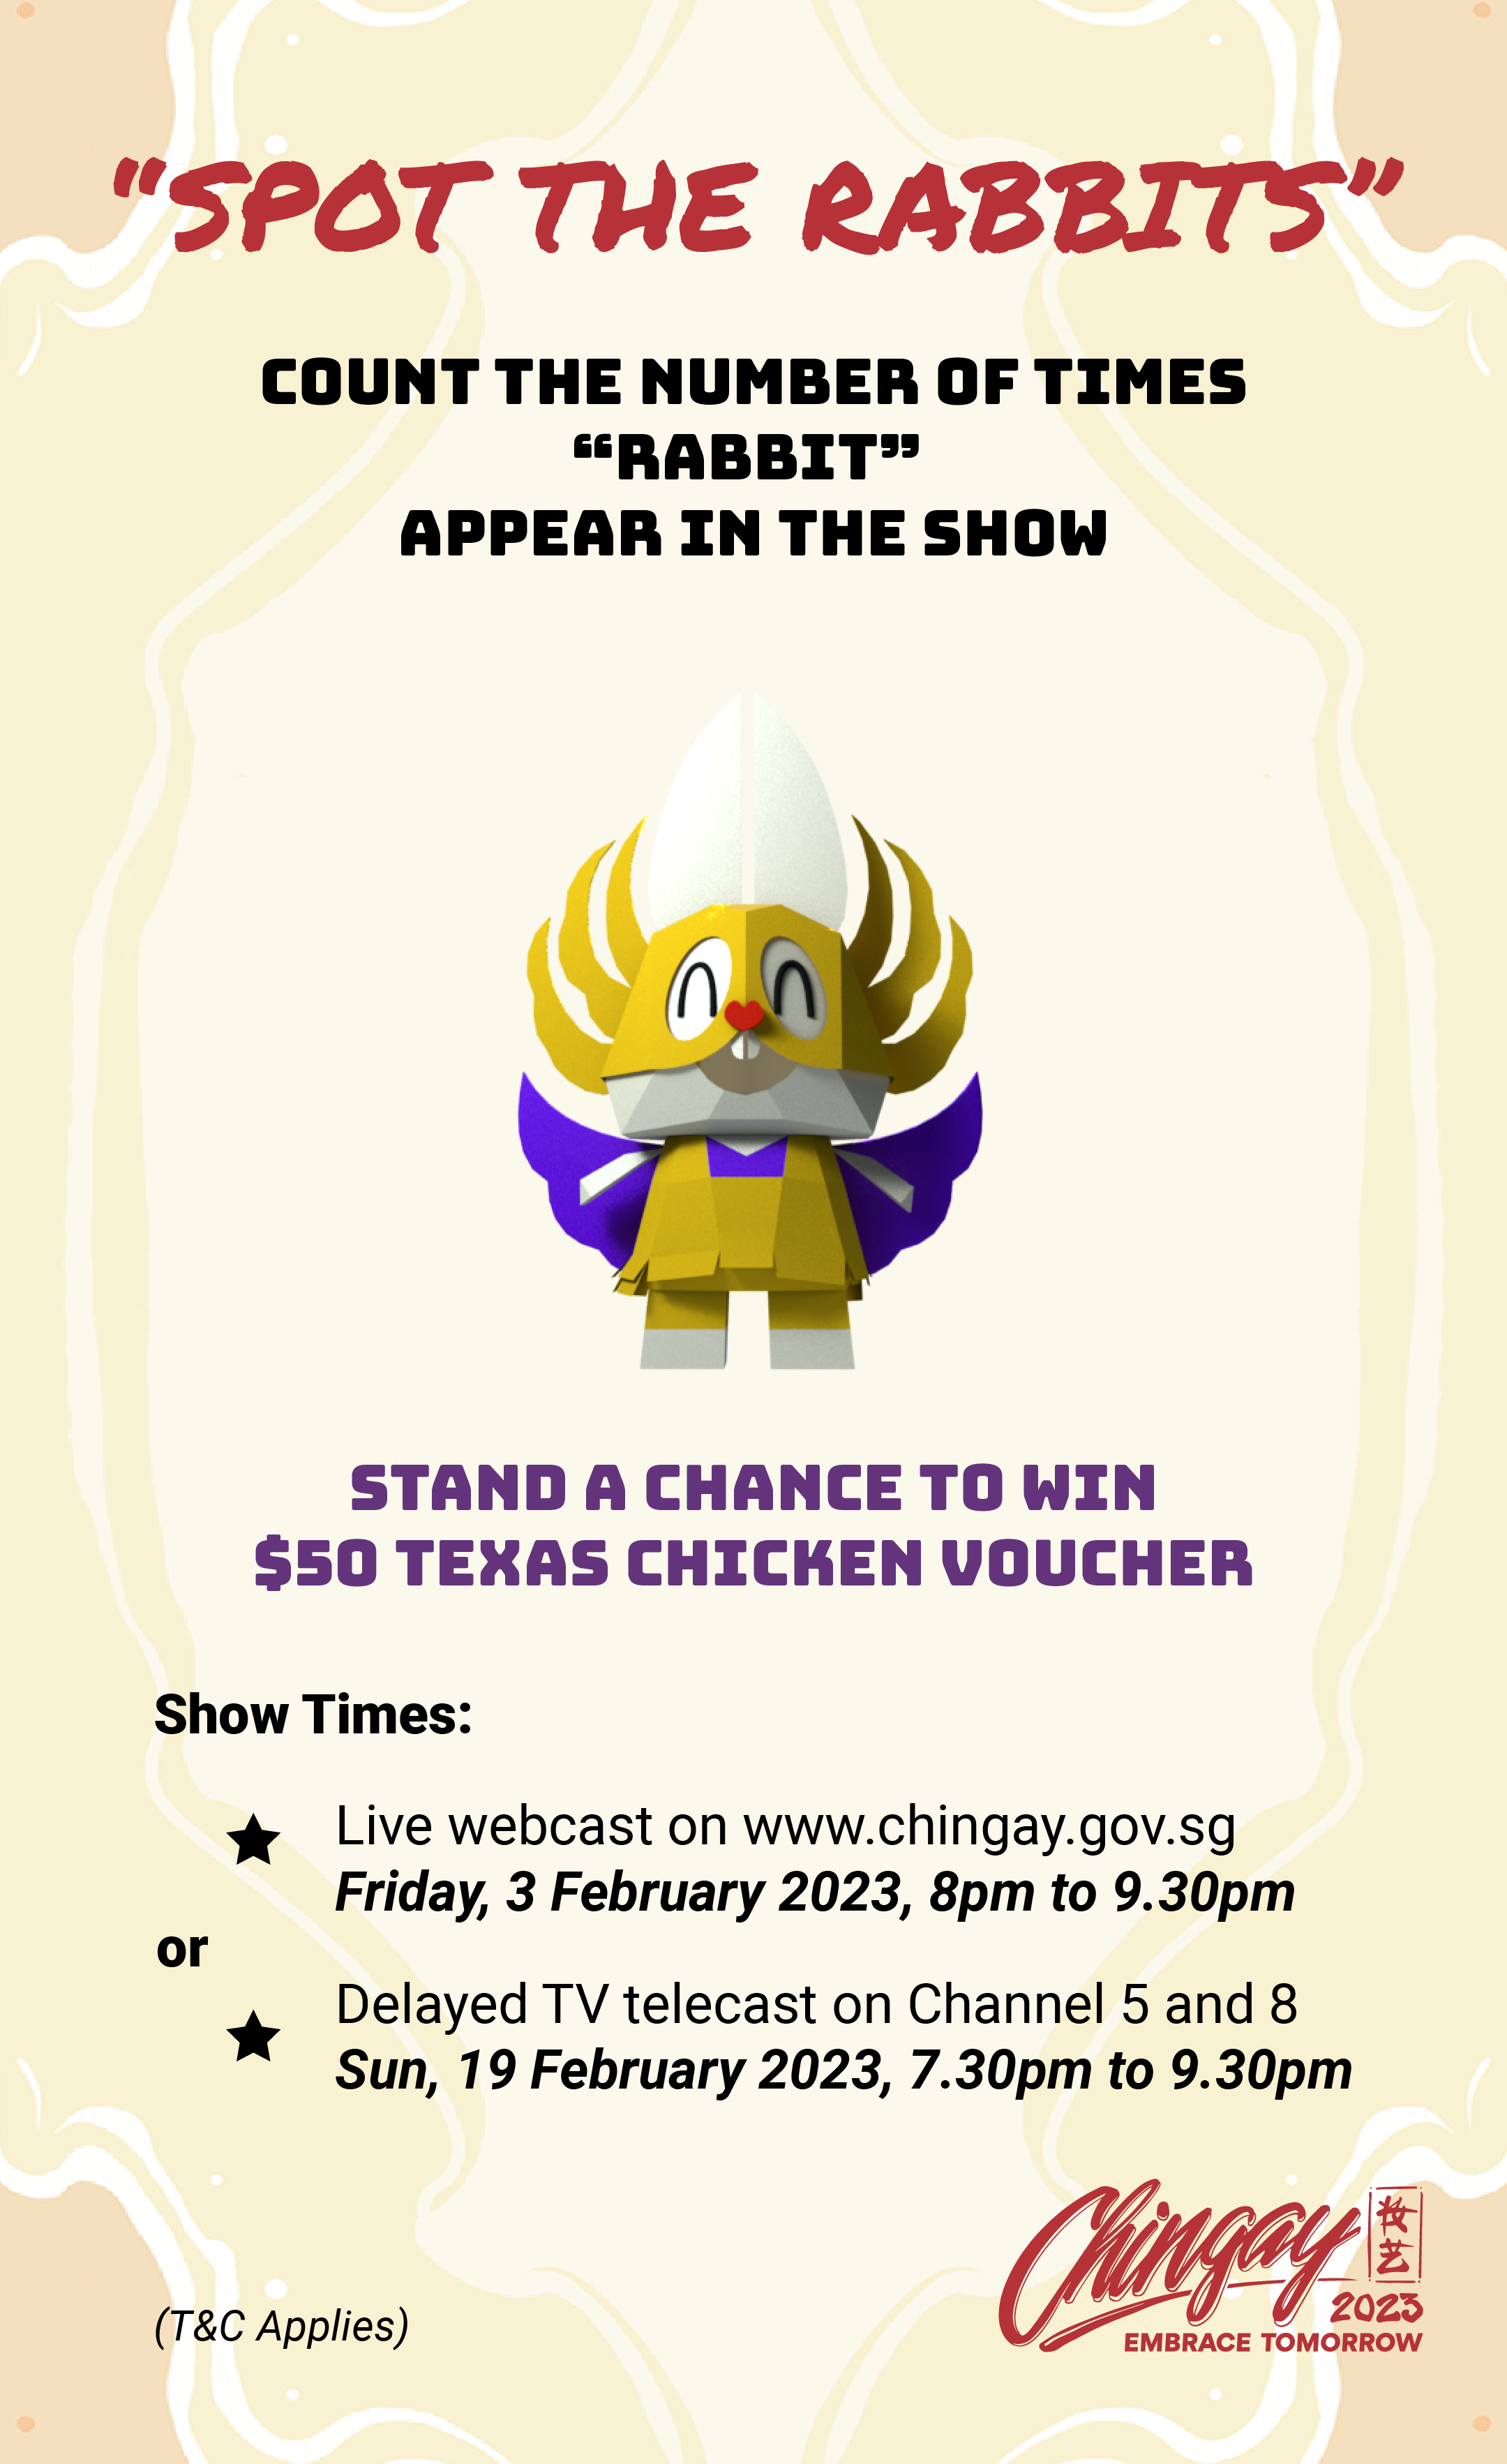 “SPOT THE RABBITS”
COUNT THE NUMBER OF TIMES
“RABBIT”
APPEAR IN THE SHOW
STAND A CHANCE TO WIN
$50 TEXAS CHICKEN VOUCHER
Show Times:
Live webcast on www.chingay.gov.sg
Friday, 3 February 2023, 8pm to 9.30pm
or
Delayed TV telecast on Channel 5 and 8
Sun, 19 February 2023, 7.30pm to 9.30pm
(T&C Applies)
Chingay
妆艺
2023
EMBRACE TOMORROW